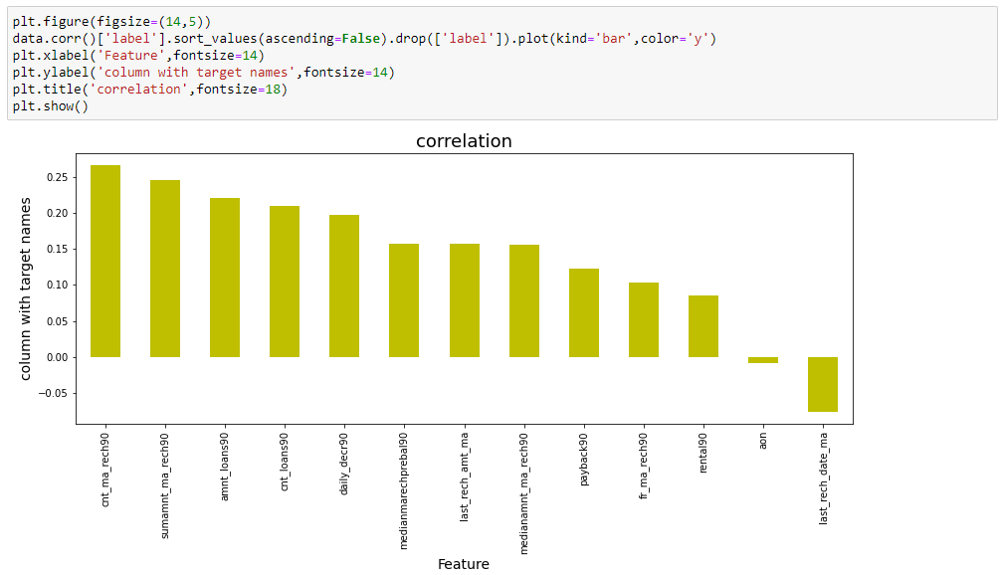 plt.figure(figsize=(14,5))
data.corr()['label'].sort_values(ascending=False).drop(['label']).plot(kind='bar',color='y')
plt.xlabel('Feature',fontsize=14)
plt.ylabel('column with target names',fontsize=14)
plt.title('correlation',fontsize=18)
plt.show()
correlation
column with target names
0.25
0.20
0.15
0.10
0.05
0.00
−0.05
cnt_ma_rech90
sumamnt_ma_rech90
amnt_loans90
cnt_loans90
daily_decr90
medianmarechprebal90
last_rech_amt_ma
medianamnt_ma_rech90
payback90
fr_ma_rech90
rental90
aon
last_rech_date_ma
Feature